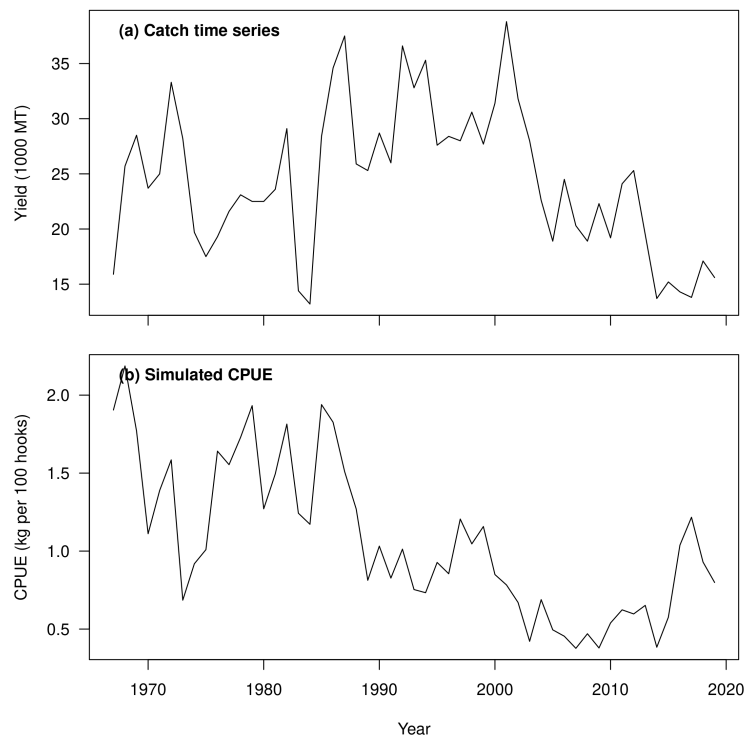 (a) Catch time series
Yield (1000 MT)
35
30
25
20
15
(b) Simulated CPUE
CPUE (kg per 100 hooks)
2.0
1.5
1.0
0.5
1970 1980 1990 2000 2010 2020
Year